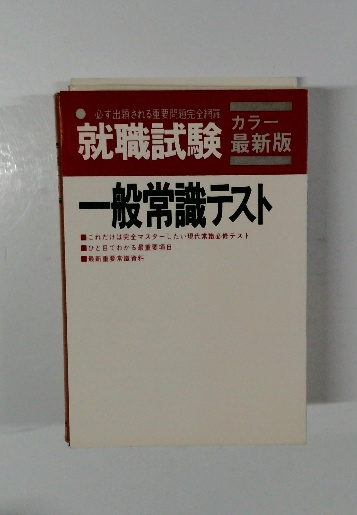 ●必す出題される重要問題完全網羅
就職試験
カラー
最新版
一般常識テスト
■これだけは完全マスターしたい現代常識必修テスト
■ひと目でわかる最重要項目
■最新重要常識資料